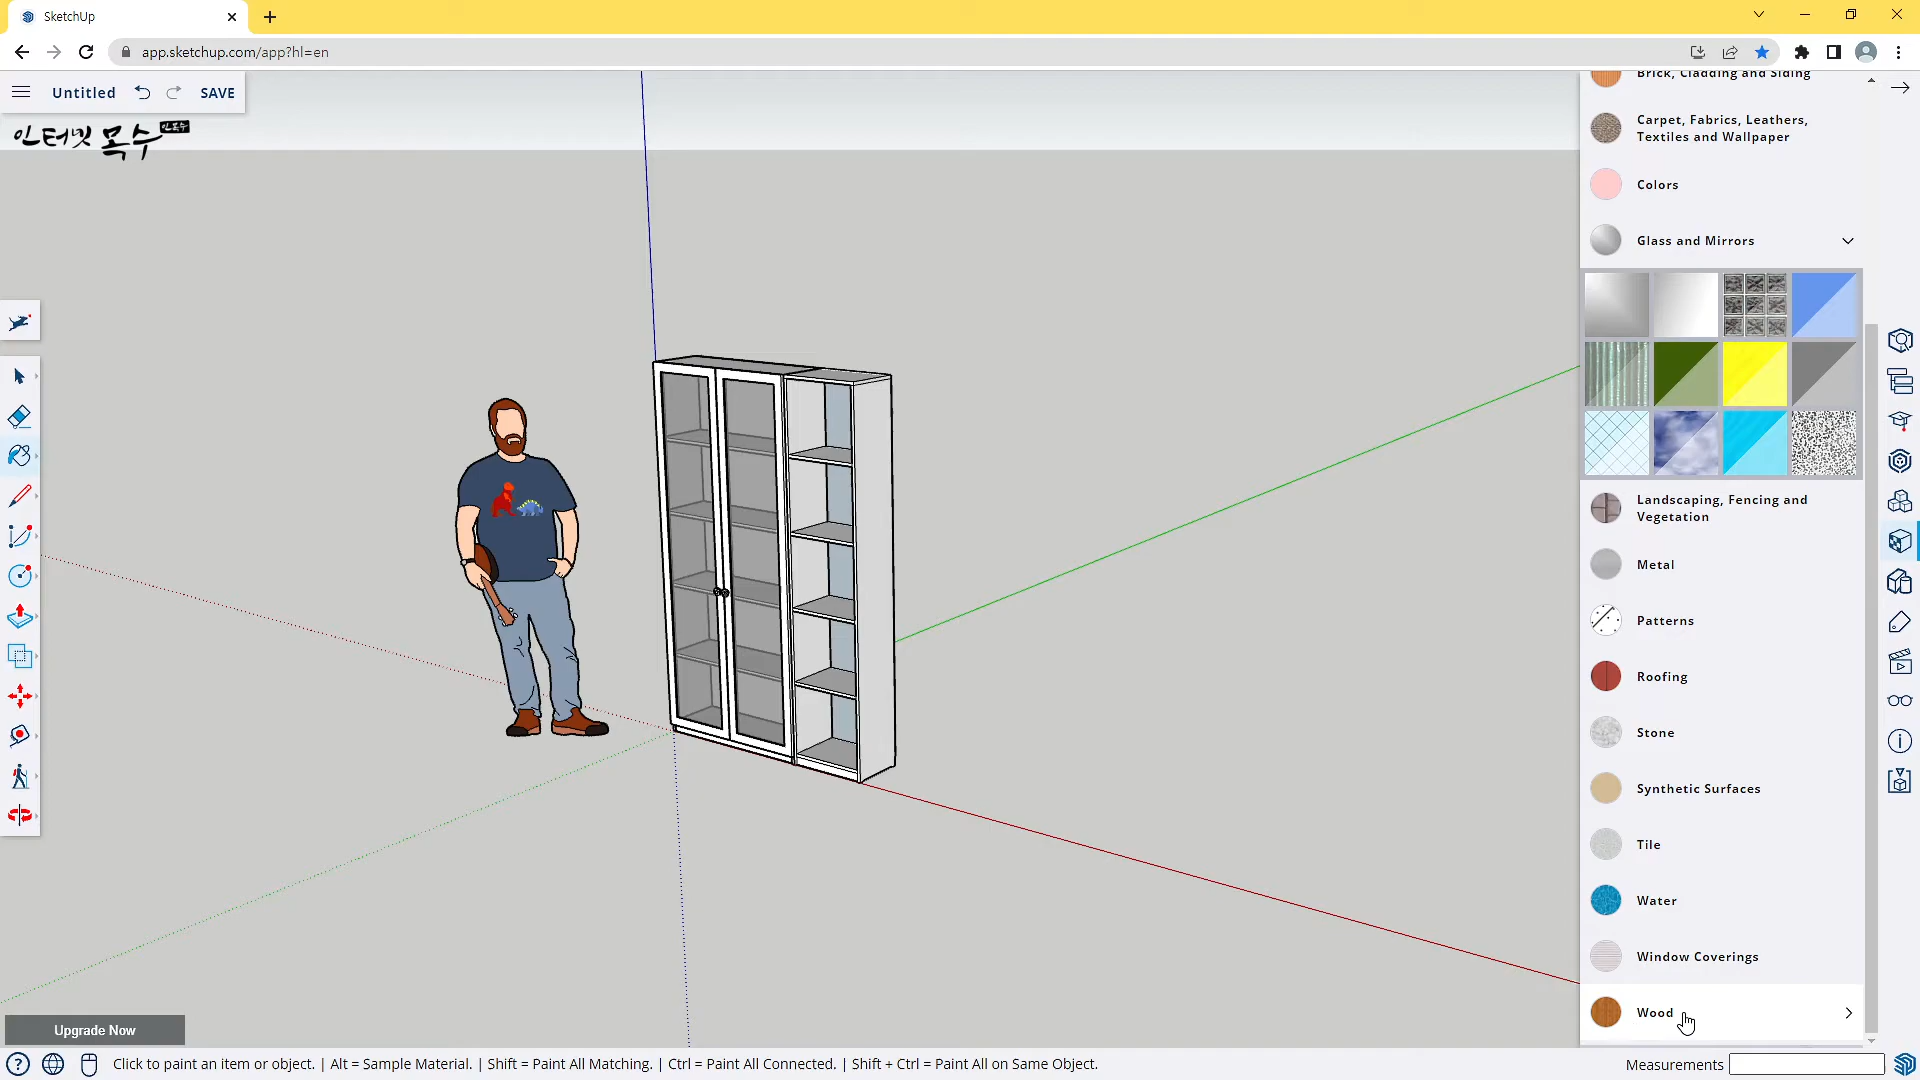 SketchUp
app.sketchup.com/app?hl=en
Untitled
SAVE
인터넷 목수
Brick, Cladding and Siding
Carpet, Fabrics, Leathers,
Textiles and Wallpaper
Colors
Glass and Mirrors
Landscaping, Fencing and
Vegetation
Metal
Patterns
Roofing
Stone
Synthetic Surfaces
Tile
Water
Window Coverings
Wood
Upgrade Now
Click to paint an item or object. | Alt = Sample Material. | Shift = Paint All Matching. | Ctrl = Paint All Connected. | Shift + Ctrl = Paint All on Same Object.
Measurements